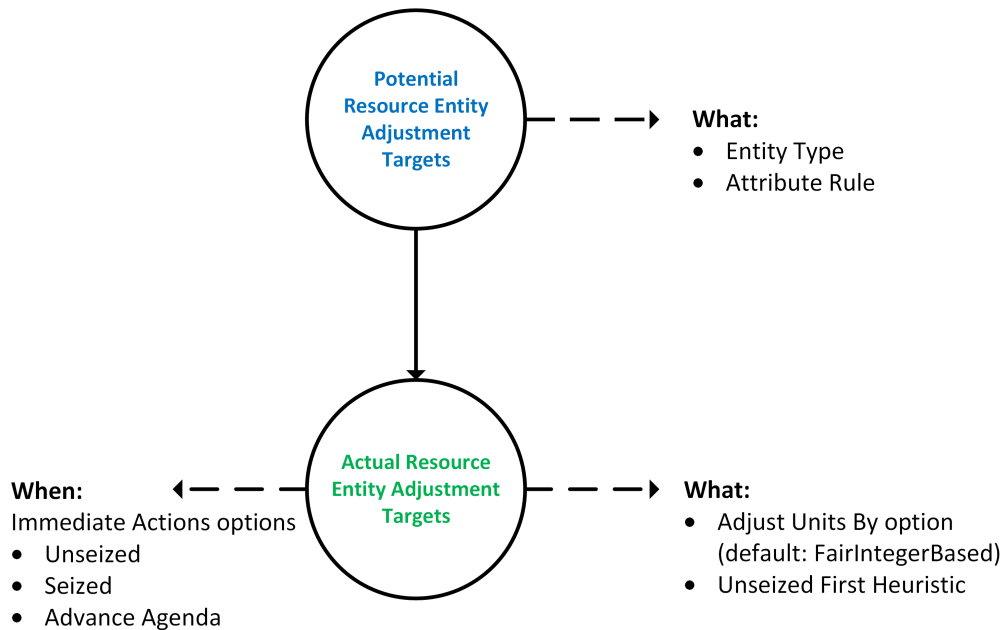 Potential
Resource Entity
Adjustment
Targets
What:
• Entity Type
• Attribute Rule
Actual Resource
Entity Adjustment
Targets
When:
Immediate Actions options
• Unseized
• Seized
• Advance Agenda
What:
• Adjust Units By option
(default: FairIntegerBased)
• Unseized First Heuristic